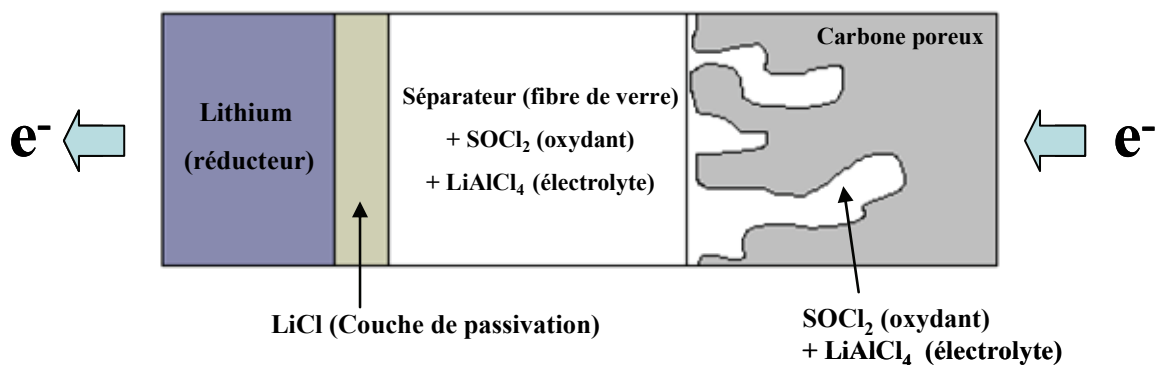 Carbone poreux
Lithium
(réducteur)
Séparateur (fibre de verre)
+ SOCl₂ (oxydant)
+ LiAlCl₄ (électrolyte)
e⁻
e⁻
LiCl (Couche de passivation)
SOCl₂ (oxydant)
+ LiAlCl₄ (électrolyte)